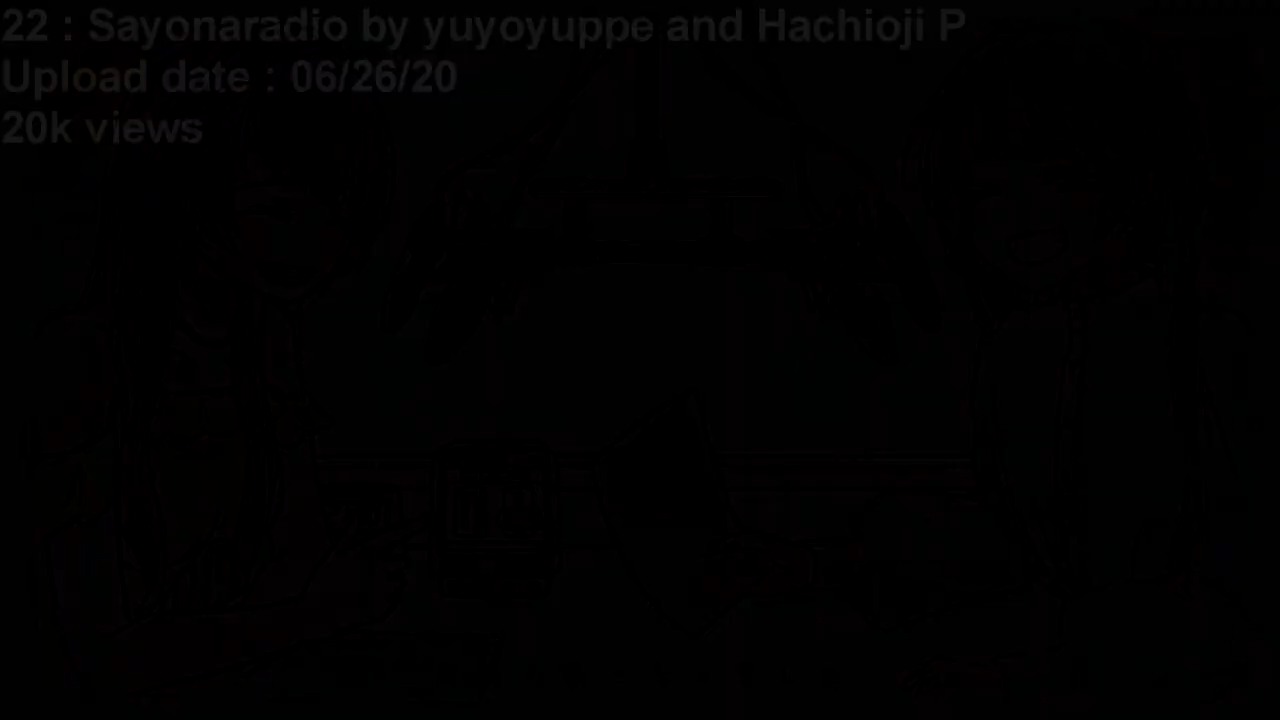 22 : Sayonaradio by yuyoyuppe and Hachioji P
Upload date : 06/26/20
20k views